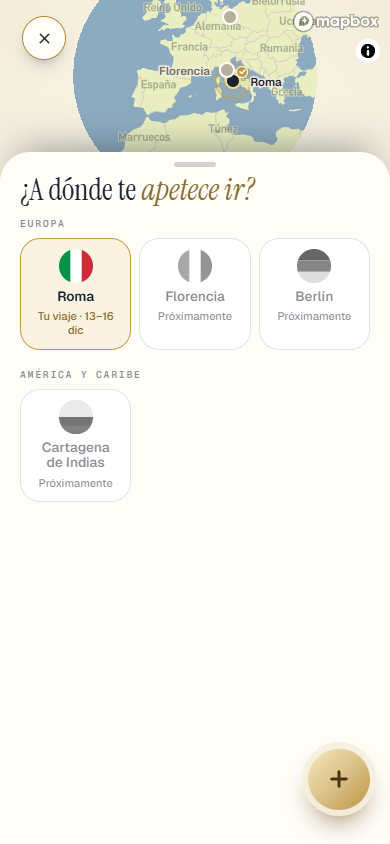 Reino Unido
Bielorrusia
Alemania
mapbox
Francia
Rumania
Florencia
Roma
España
Grecia
Túnez
Marruecos
¿A dónde te apetece ir?
EUROPA
Roma
Tu viaje · 13–16
dic
Florencia
Próximamente
Berlín
Próximamente
AMÉRICA Y CARIBE
Cartagena
de Indias
Próximamente